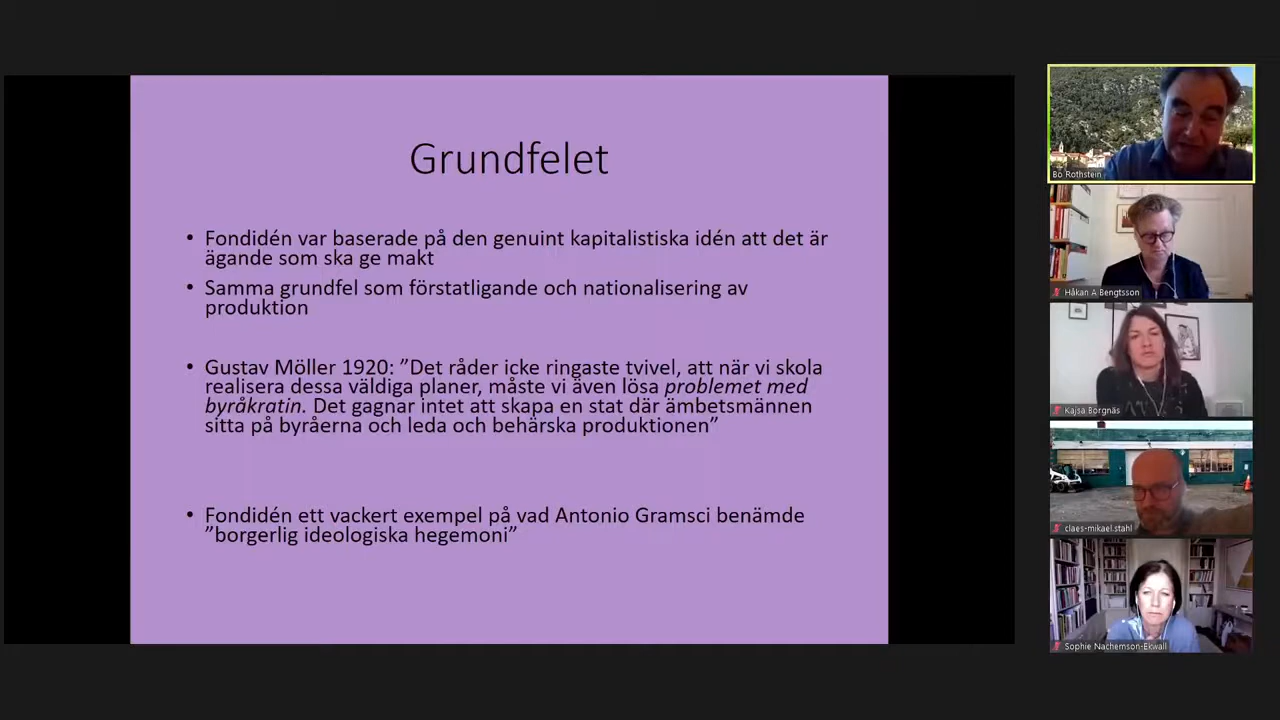 Grundfelet
• Fondidén var baserade på den genuint kapitalistiska idén att det är
ägande som ska ge makt
• Samma grundfel som förstatligande och nationalisering av
produktion
• Gustav Möller 1920: ”Det råder icke ringaste tvivel, att när vi skola
realisera dessa väldiga planer, måste vi även lösa problemet med
byråkratin. Det gagnar intet att skapa en stat där ämbetsmännen
sitta på byråerna och leda och behärska produktionen”
• Fondidén ett vackert exempel på vad Antonio Gramsci benämde
”borgerlig ideologiska hegemoni”
Bo Rothstein
Håkan A Bengtsson
Kajsa Borgnäs
claes-mikael.stahl
Sophie Nachemson-Ekwall